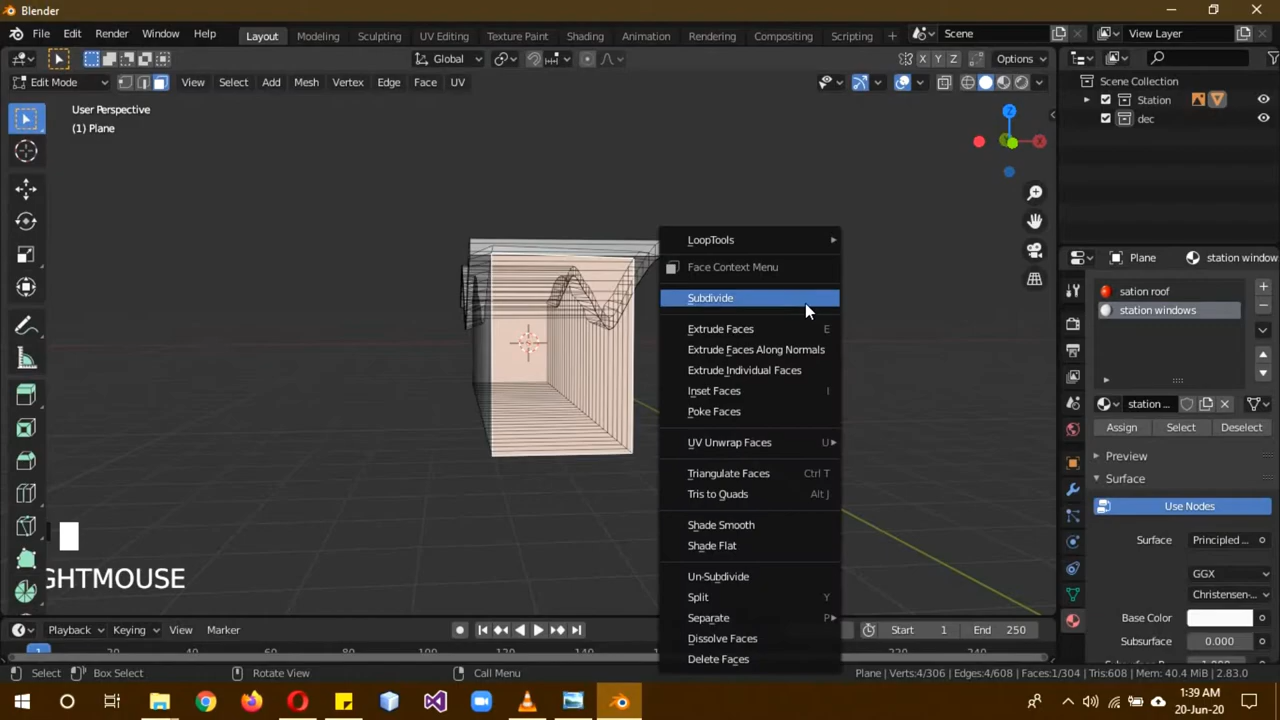 Blender
File Edit Render Window Help Layout Modeling Sculpting UV Editing Texture Paint Shading Animation Rendering Compositing Scripting + Scene View Layer
Global X Y Z Options
Edit Mode View Select Add Mesh Vertex Edge Face UV
User Perspective
(1) Plane
Scene Collection
Station
dec
Z
X
Y
LoopTools
Face Context Menu
Subdivide
Extrude Faces E
Extrude Faces Along Normals
Extrude Individual Faces
Inset Faces I
Poke Faces
UV Unwrap Faces U
Triangulate Faces Ctrl T
Tris to Quads Alt J
Shade Smooth
Shade Flat
Un-Subdivide
Split Y
Separate P
Dissolve Faces
Delete Faces
Plane station window
sation roof
station windows
station ...
Assign Select Deselect
Preview
Surface
Use Nodes
Surface Principled ...
GGX
Christensen-...
Base Color
Subsurface 0.000
GHTMOUSE
Playback Keying View Marker Start 1 End 250
Select Box Select Rotate View Call Menu Plane | Verts:4/306 | Edges:4/608 | Faces:1/304 | Tris:608 | Mem: 40.4 MiB | 2.83.0
1:39 AM
20-Jun-20